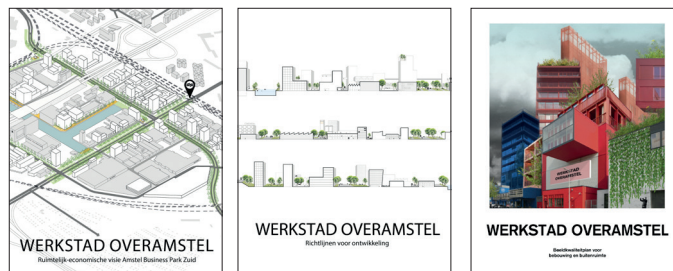 WERKSTAD OVERAMSTEL
Ruimtelijk-economische visie Amstel Business Park Zuid
WERKSTAD OVERAMSTEL
Richtlijnen voor ontwikkeling
WERKSTAD
OVERAMSTEL
WERKSTAD OVERAMSTEL
Beeldkwaliteitplan voor
bebouwing en buitenruimte